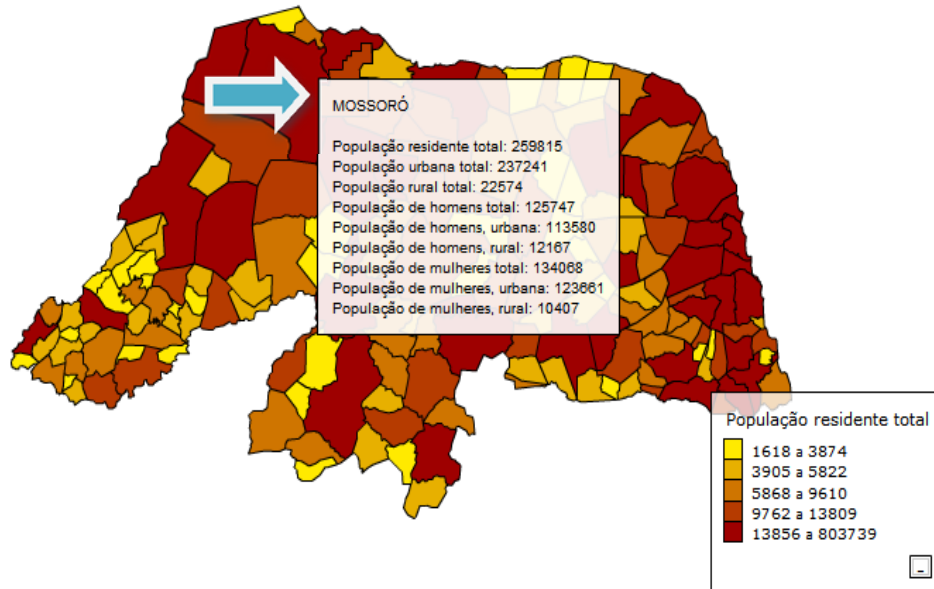 MOSSORÓ
População residente total: 259815
População urbana total: 237241
População rural total: 22574
População de homens total: 125747
População de homens, urbana: 113580
População de homens, rural: 12167
População de mulheres total: 134068
População de mulheres, urbana: 123661
População de mulheres, rural: 10407
População residente total
1618 a 3874
3905 a 5822
5868 a 9610
9762 a 13809
13856 a 803739